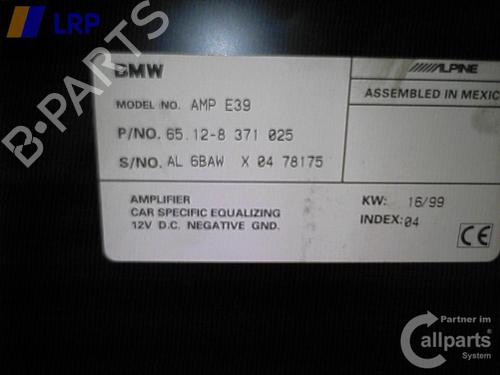 LRP
B-PARTS
BMW
ALPINE
MODEL NO. AMP E39
ASSEMBLED IN MEXIC
P/NO. 65.12-8 371 025
S/NO. AL 6BAW X 04 78175
AMPLIFIER
CAR SPECIFIC EQUALIZING
12V D.C. NEGATIVE GND.
KW: 16/99
INDEX:04
CE
Partner im
Callparts
System